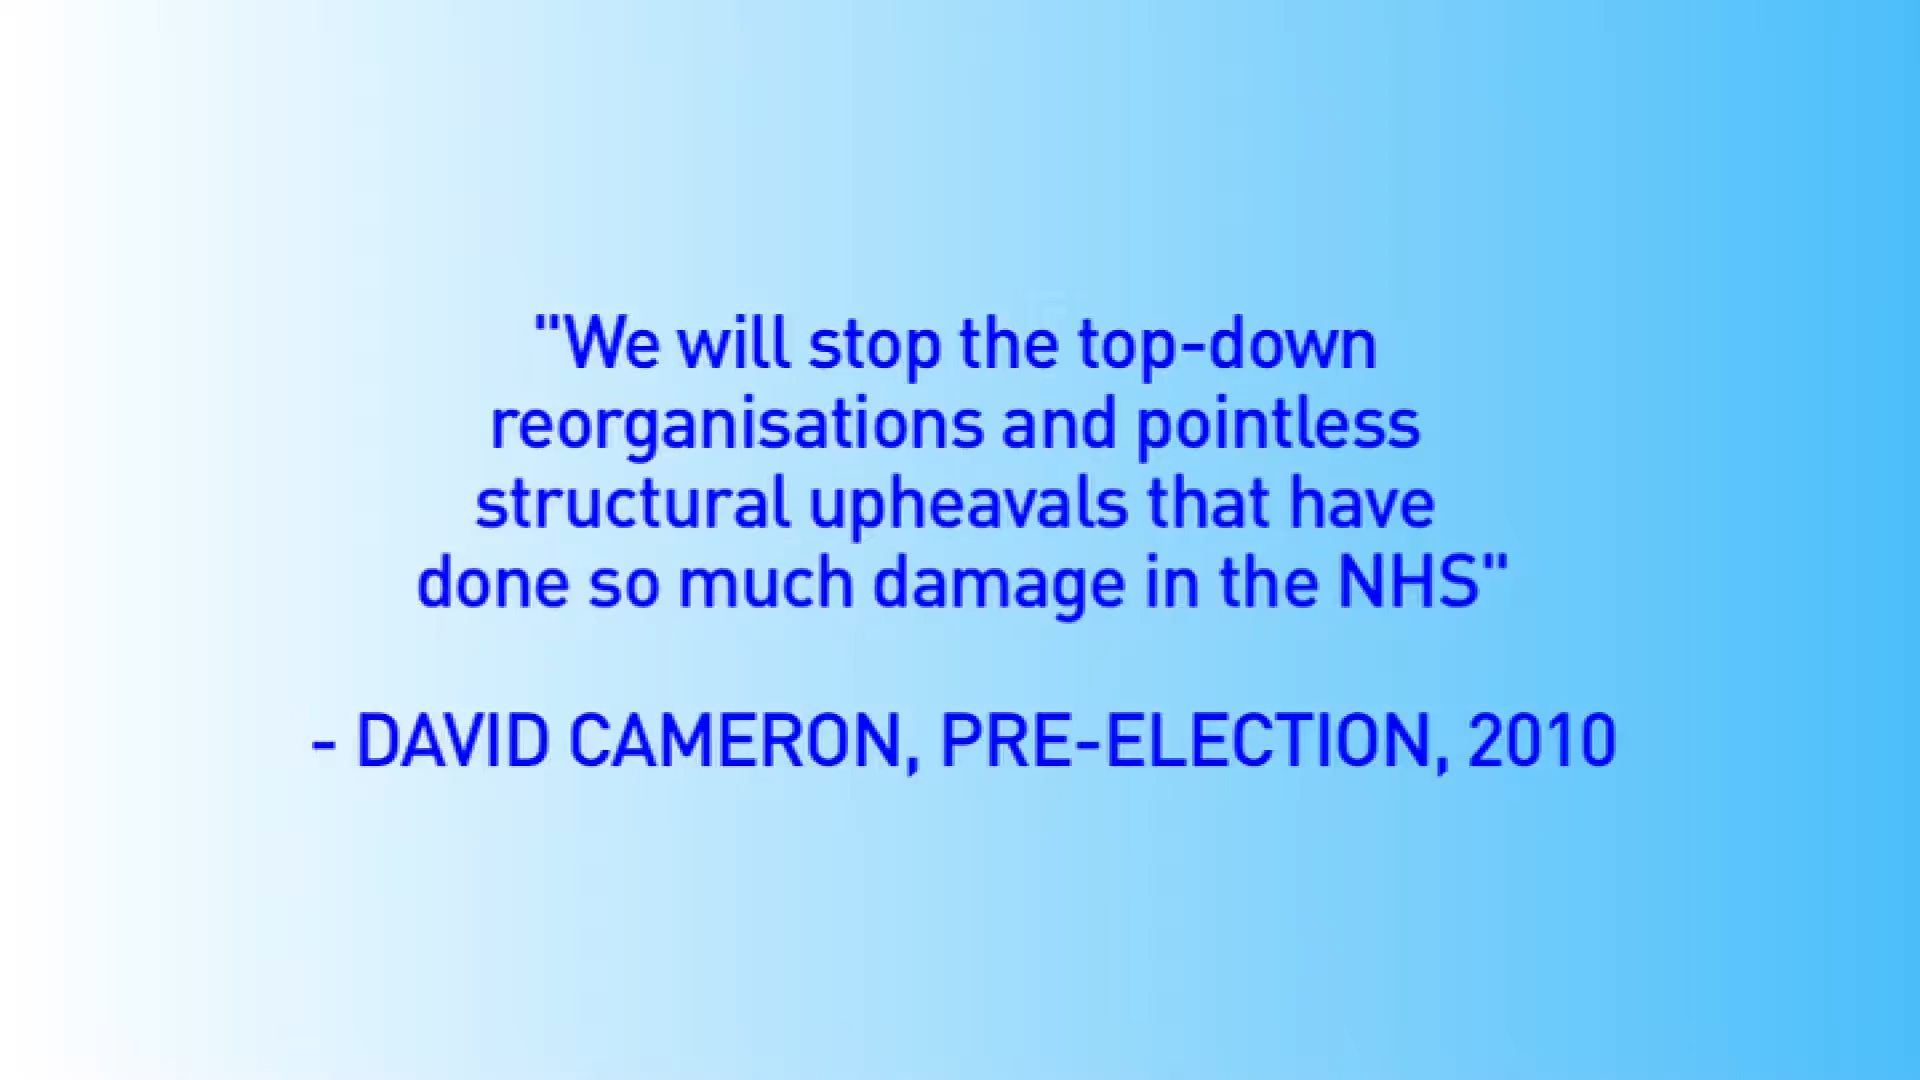 "We will stop the top-down
reorganisations and pointless
structural upheavals that have
done so much damage in the NHS"
- DAVID CAMERON, PRE-ELECTION, 2010